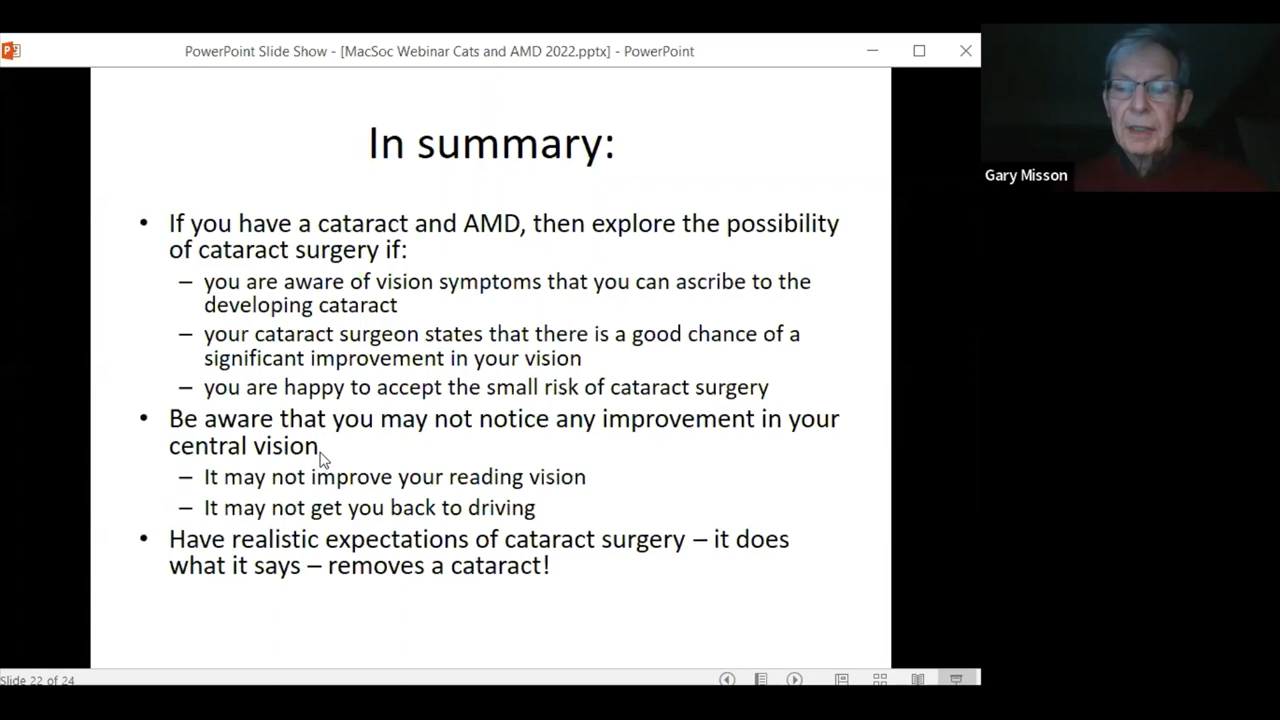 PowerPoint Slide Show - [MacSoc Webinar Cats and AMD 2022.pptx] - PowerPoint
Gary Misson
In summary:
• If you have a cataract and AMD, then explore the possibility
of cataract surgery if:
– you are aware of vision symptoms that you can ascribe to the
developing cataract
– your cataract surgeon states that there is a good chance of a
significant improvement in your vision
– you are happy to accept the small risk of cataract surgery
• Be aware that you may not notice any improvement in your
central vision
– It may not improve your reading vision
– It may not get you back to driving
• Have realistic expectations of cataract surgery – it does
what it says – removes a cataract!
Slide 22 of 24